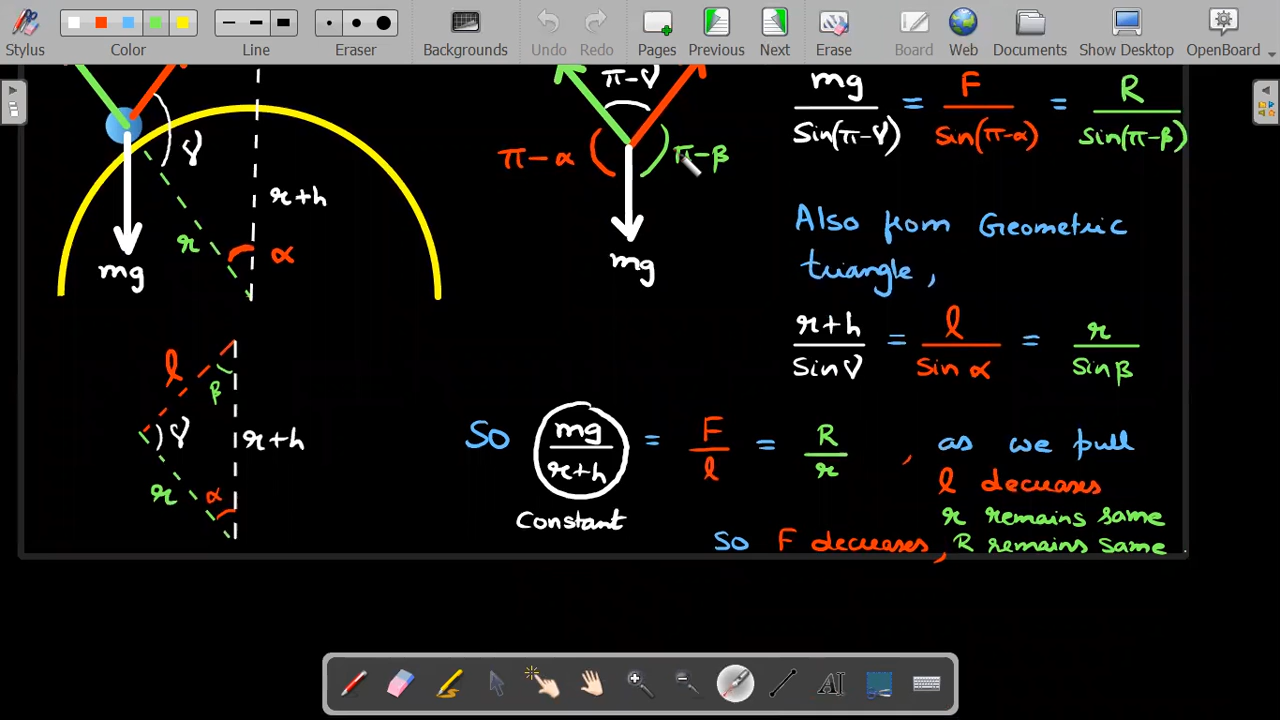 Stylus
Color
Line
Eraser
Backgrounds
Undo
Redo
Pages
Previous
Next
Erase
Board
Web
Documents
Show Desktop
OpenBoard
γ
r+h
r
α
mg
π-γ
π-α
π-β
mg
mg/Sin(π-γ) = F/Sin(π-α) = R/Sin(π-β)
Also from Geometric
triangle,
r+h/Sin γ = l/Sin α = r/Sin β
l
β
γ
r+h
r
α
So mg/r+h = F/l = R/r , as we pull
Constant
l decreases
r remains same
So F decreases, R remains same
AI